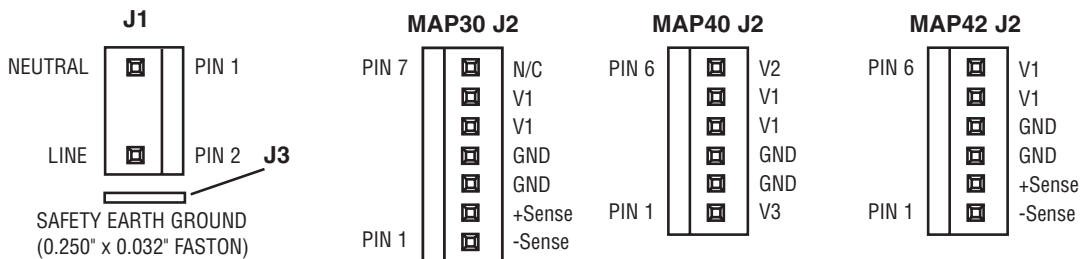 J1
NEUTRAL PIN 1
LINE PIN 2 J3
SAFETY EARTH GROUND
(0.250" x 0.032" FASTON)
MAP30 J2
PIN 7 N/C
V1
V1
GND
GND
+Sense
PIN 1 -Sense
MAP40 J2
PIN 6 V2
V1
V1
GND
GND
PIN 1 V3
MAP42 J2
PIN 6 V1
V1
GND
GND
+Sense
PIN 1 -Sense